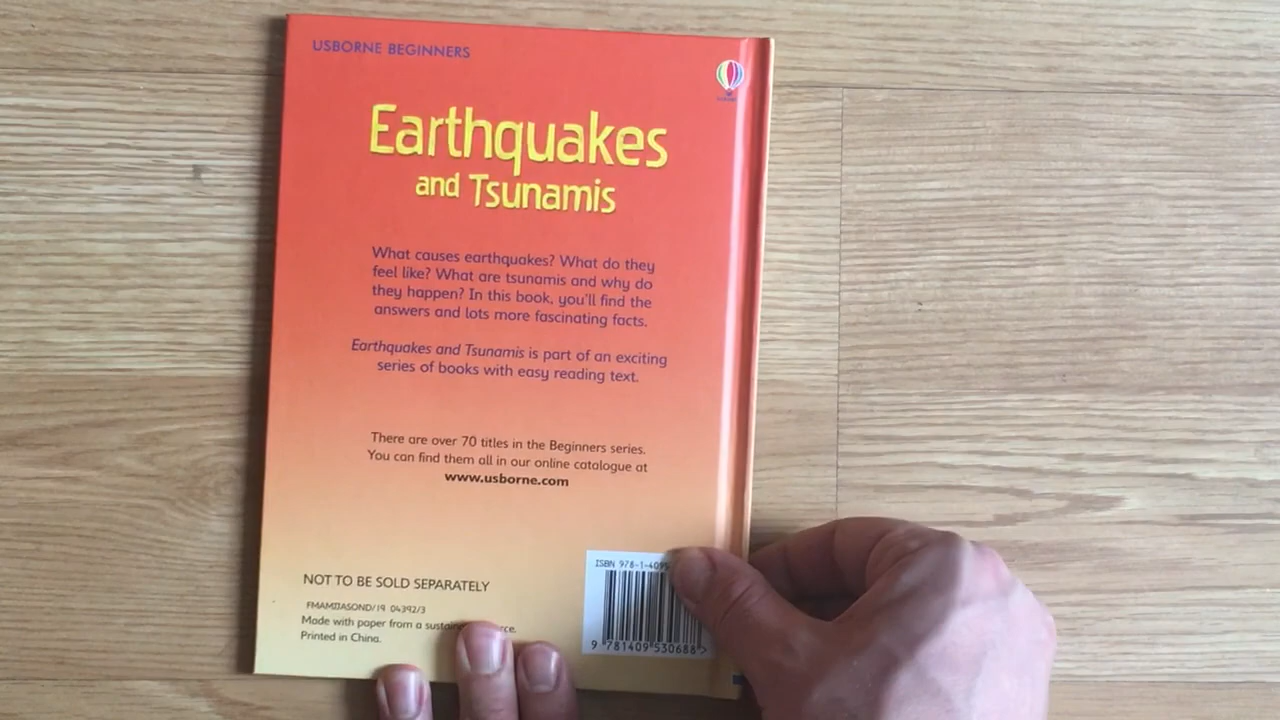 USBORNE BEGINNERS
Earthquakes
and Tsunamis
What causes earthquakes? What do they
feel like? What are tsunamis and why do
they happen? In this book, you'll find the
answers and lots more fascinating facts.
Earthquakes and Tsunamis is part of an exciting
series of books with easy reading text.
There are over 70 titles in the Beginners series.
You can find them all in our online catalogue at
www.usborne.com
ISBN 978-1-4095
NOT TO BE SOLD SEPARATELY
FMAMJJASOND/19 04392/3
Made with paper from a
Printed in China.
9 781409 530688 >